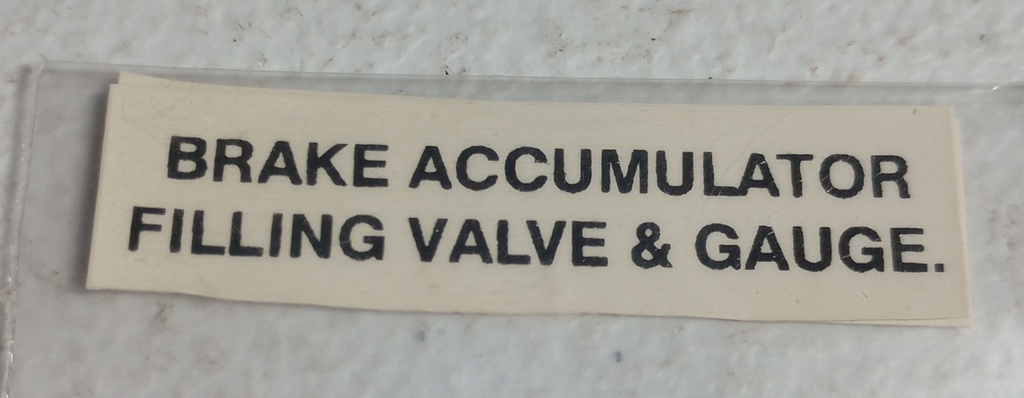 BRAKE ACCUMULATOR
FILLING VALVE & GAUGE.